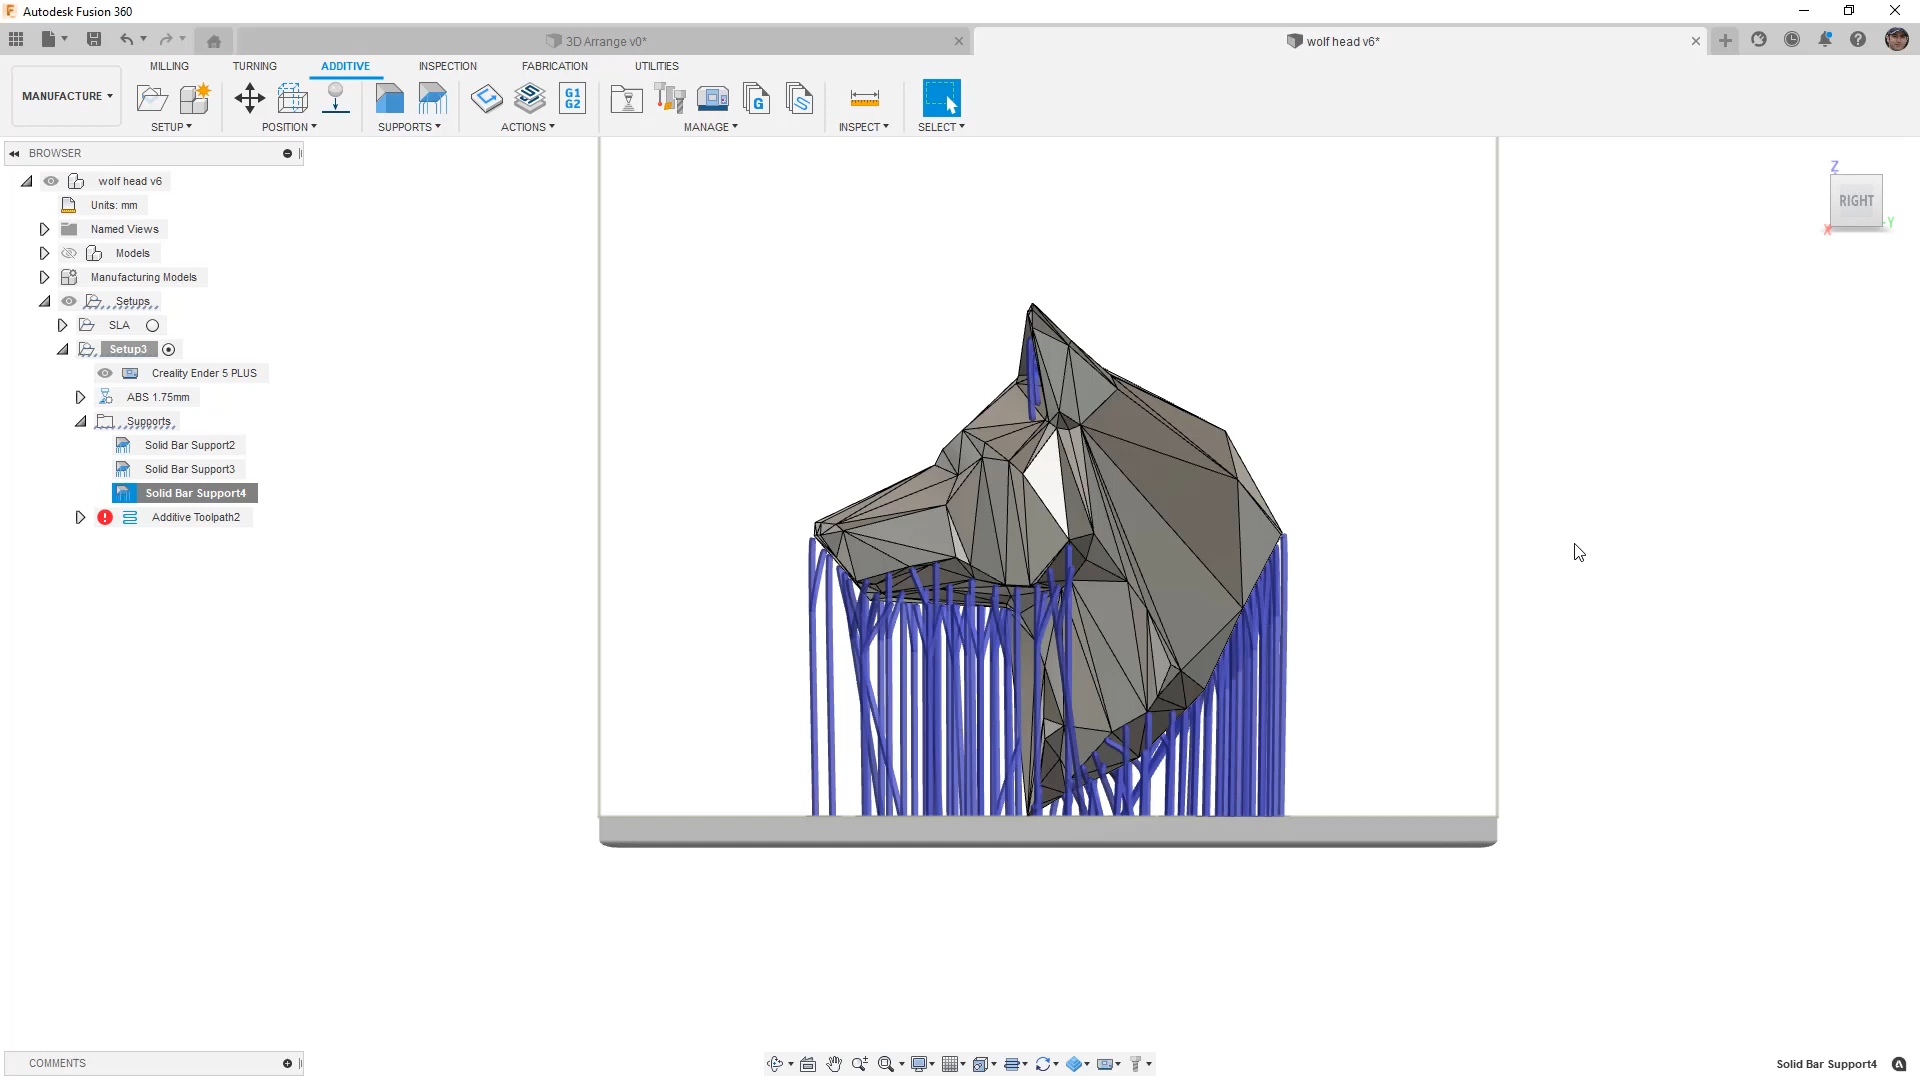 Autodesk Fusion 360
3D Arrange v0*
wolf head v6*
MANUFACTURE
MILLING
TURNING
ADDITIVE
INSPECTION
FABRICATION
UTILITIES
G1
G2
G
S
SETUP
POSITION
SUPPORTS
ACTIONS
MANAGE
INSPECT
SELECT
BROWSER
wolf head v6
Units: mm
Named Views
Models
Manufacturing Models
Setups
SLA
Setup3
Creality Ender 5 PLUS
ABS 1.75mm
Supports
Solid Bar Support2
Solid Bar Support3
Solid Bar Support4
Additive Toolpath2
Z
RIGHT
X
Y
COMMENTS
Solid Bar Support4